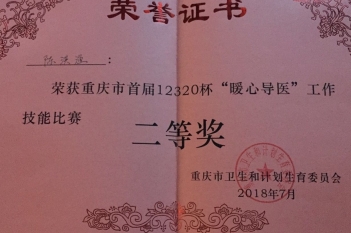 荣誉证书
荣获重庆市首届12320杯“暖心导医”工作
技能比赛
二等奖
重庆市卫生和计划生育委员会
2018年7月